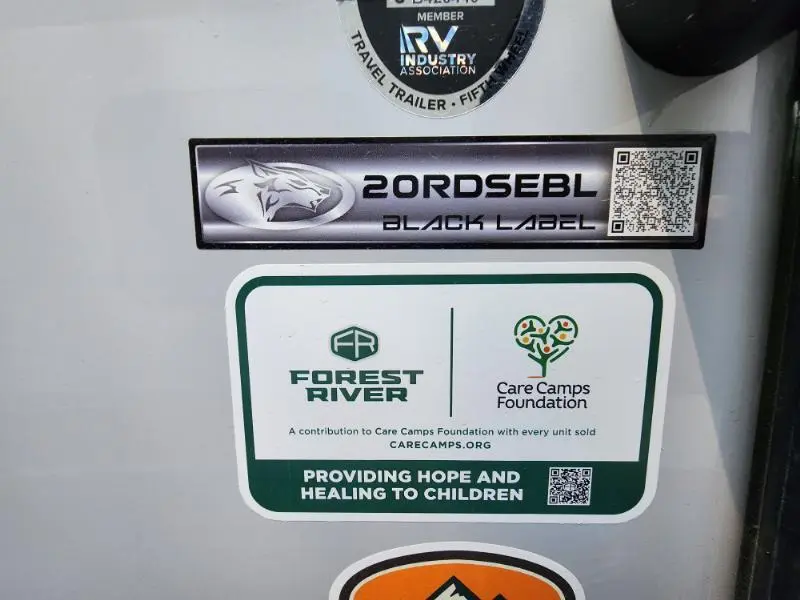 MEMBER
RV
INDUSTRY
ASSOCIATION
TRAVEL TRAILER • FIFTH WHEEL
20RDSEBL
BLACK LABEL
FR
FOREST
RIVER
Care Camps
Foundation
A contribution to Care Camps Foundation with every unit sold
CARECAMPS.ORG
PROVIDING HOPE AND
HEALING TO CHILDREN